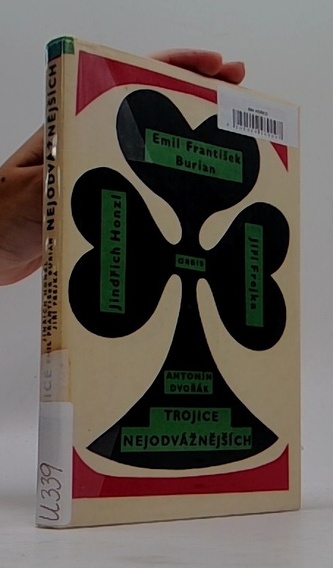 Emil František
Burian
Jindřich Honzl
Jiří Frejka
ORBIS
ANTONÍN
DVOŘÁK
TROJICE
NEJODVÁŽNĚJŠÍCH
NEJODVÁŽNĚJŠÍCH
U339